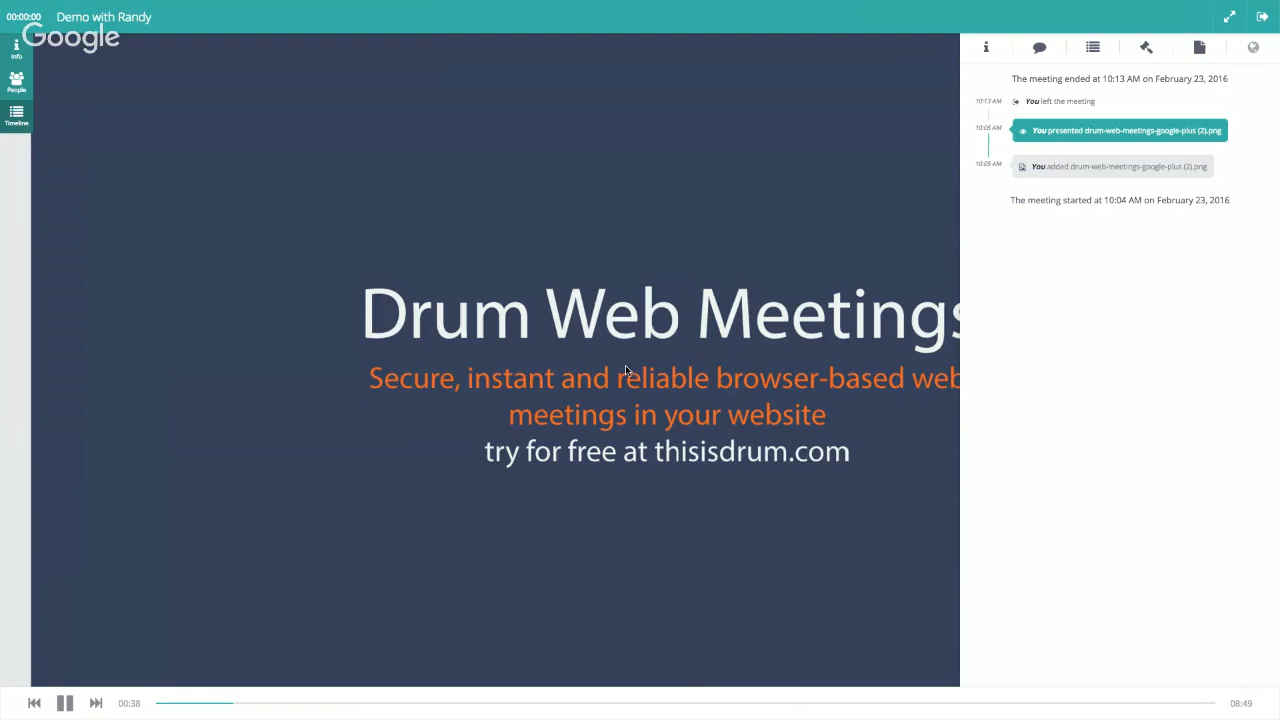 00:00:00 Demo with Randy
Google
Info
People
Timeline
Drum Web Meetings
Secure, instant and reliable browser-based web
meetings in your website
try for free at thisisdrum.com
The meeting ended at 10:13 AM on February 23, 2016
10:13 AM You left the meeting
10:05 AM You presented drum-web-meetings-google-plus (2).png
10:05 AM You added drum-web-meetings-google-plus (2).png
The meeting started at 10:04 AM on February 23, 2016
00:38 08:49